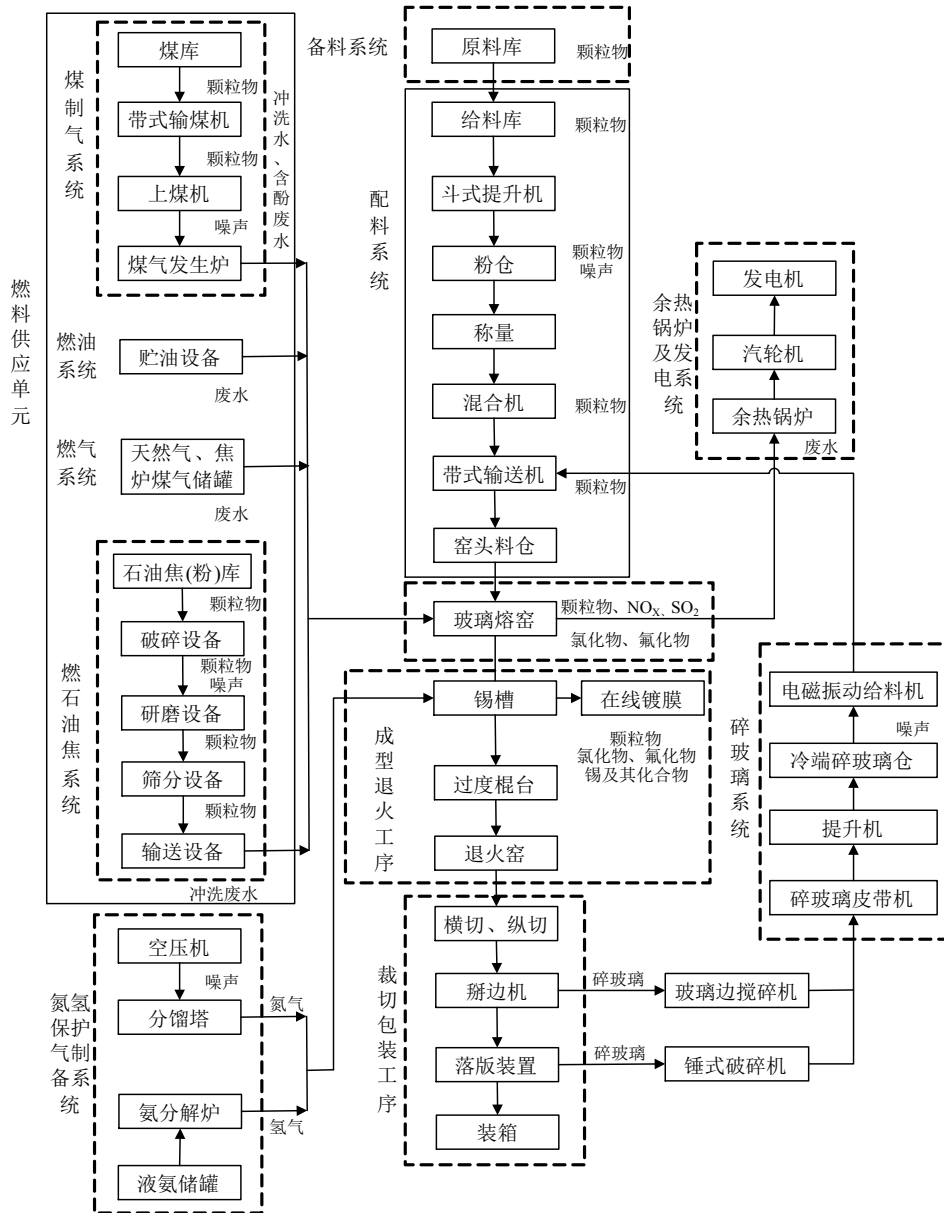 燃料供应单元
煤制气系统
煤库
颗粒物
带式输煤机
颗粒物
上煤机
噪声
煤气发生炉
冲洗水、含酚废水
燃油
系统
贮油设备
废水
燃气
系统
天然气、焦
炉煤气储罐
废水
燃石油焦系统
石油焦(粉)库
颗粒物
破碎设备
颗粒物
噪声
研磨设备
颗粒物
筛分设备
颗粒物
输送设备
冲洗废水
氮氢
保护
气制
备系
统
空压机
噪声
分馏塔
氮气
氨分解炉
氢气
液氨储罐
备料系统
原料库
颗粒物
配料系统
给料库
颗粒物
斗式提升机
粉仓
颗粒物
噪声
称量
混合机
颗粒物
带式输送机
颗粒物
窑头料仓
玻璃熔窑
颗粒物、NOX、SO2
氯化物、氟化物
成型退火工序
锡槽
在线镀膜
颗粒物
氯化物、氟化物
锡及其化合物
过度棍台
退火窑
裁切包装工序
横切、纵切
掰边机
碎玻璃
玻璃边搅碎机
落版装置
碎玻璃
锤式破碎机
装箱
余热
锅炉
及发
电系
统
发电机
汽轮机
余热锅炉
废水
碎玻璃系统
电磁振动给料机
噪声
冷端碎玻璃仓
提升机
碎玻璃皮带机